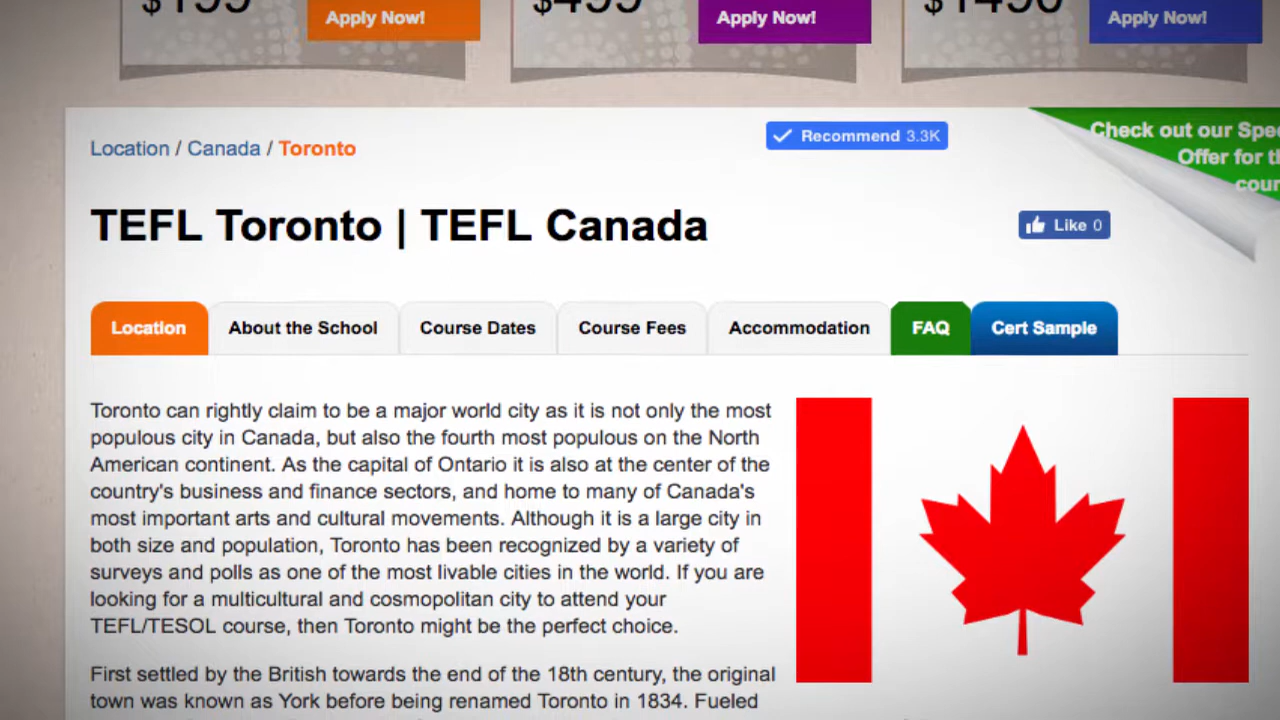 $199
$499
$1490
Apply Now!
Apply Now!
Apply Now!
Location / Canada / Toronto
Recommend 3.3K
Check out our Spe
Offer for t
cour
TEFL Toronto | TEFL Canada
Like 0
Location
About the School
Course Dates
Course Fees
Accommodation
FAQ
Cert Sample
Toronto can rightly claim to be a major world city as it is not only the most
populous city in Canada, but also the fourth most populous on the North
American continent. As the capital of Ontario it is also at the center of the
country's business and finance sectors, and home to many of Canada's
most important arts and cultural movements. Although it is a large city in
both size and population, Toronto has been recognized by a variety of
surveys and polls as one of the most livable cities in the world. If you are
looking for a multicultural and cosmopolitan city to attend your
TEFL/TESOL course, then Toronto might be the perfect choice.
First settled by the British towards the end of the 18th century, the original
town was known as York before being renamed Toronto in 1834. Fueled